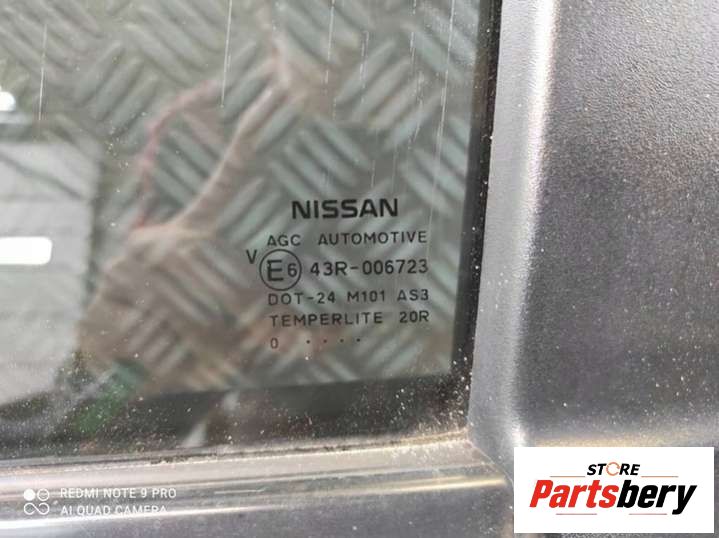 NISSAN
AGC AUTOMOTIVE
V E6 43R-006723
DOT-24 M101 AS3
TEMPERLITE 20R
0 ....
REDMI NOTE 9 PRO
AI QUAD CAMERA
STORE
Partsbery